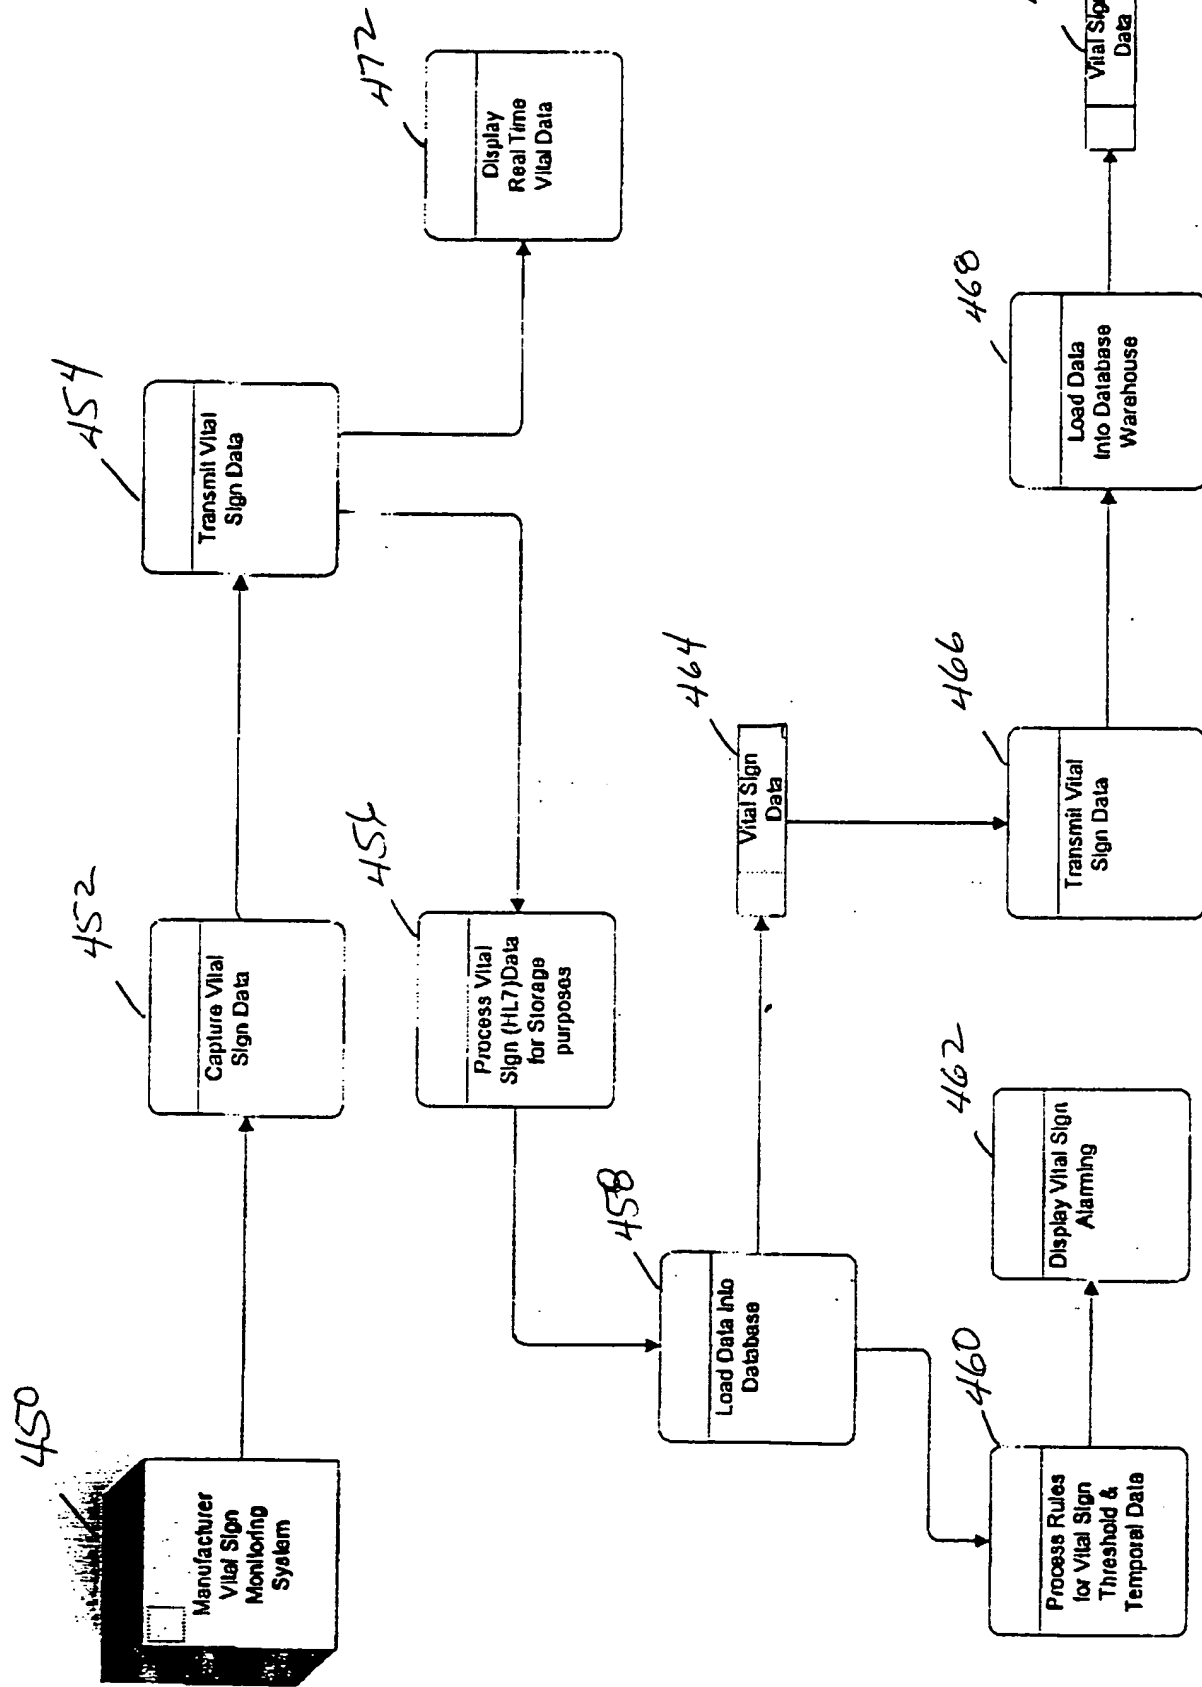 450
Manufacturer
Vital Sign
Monitoring
System
452
Capture Vital
Sign Data
454
Transmit Vital
Sign Data
472
Display
Real Time
Vital Data
456
Process Vital
Sign (HL7)Data
for Storage
purposes
458
Load Data Into
Database
464
Vital Sign
Data
460
Process Rules
for Vital Sign
Threshold &
Temporal Data
462
Display Vital Sign
Alarming
466
Transmit Vital
Sign Data
468
Load Data
Into Database
Warehouse
Vital Sign
Data